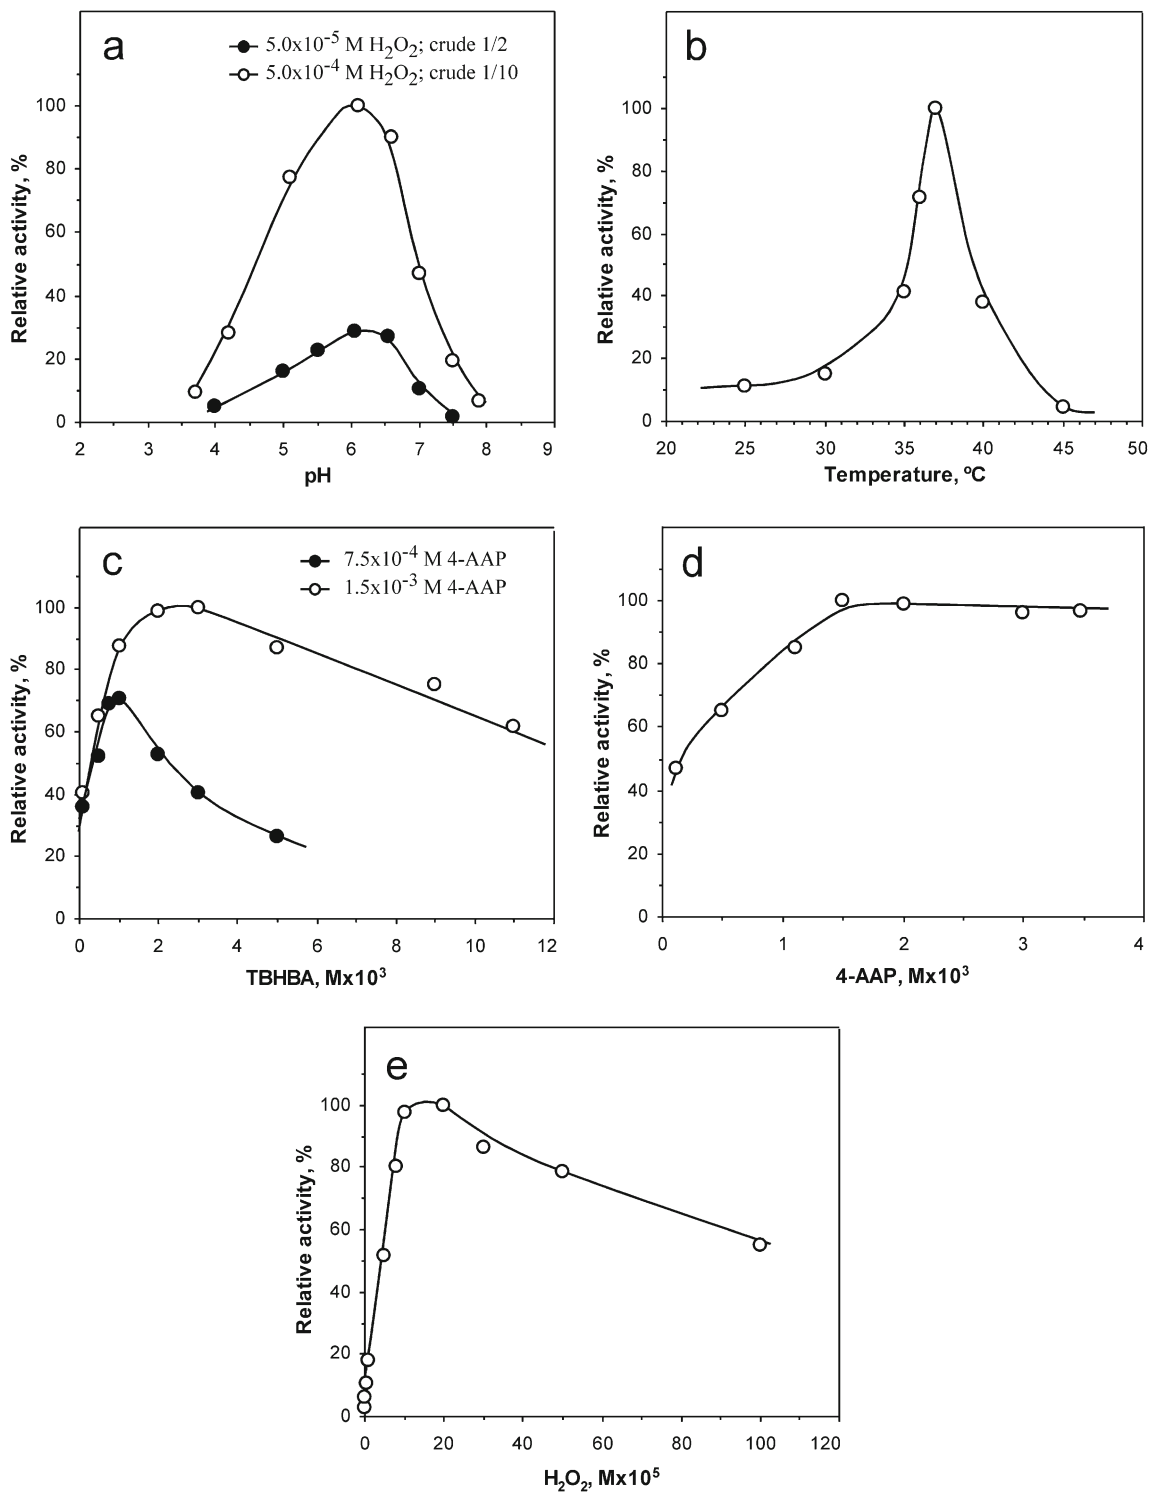 a
5.0x10⁻⁵ M H₂O₂; crude 1/2
5.0x10⁻⁴ M H₂O₂; crude 1/10
Relative activity, %
100
80
60
40
20
0
2 3 4 5 6 7 8 9
pH
b
Relative activity, %
100
80
60
40
20
0
20 25 30 35 40 45 50
Temperature, ºC
c
7.5x10⁻⁴ M 4-AAP
1.5x10⁻³ M 4-AAP
Relative activity, %
100
80
60
40
20
0
0 2 4 6 8 10 12
TBHBA, Mx10³
d
Relative activity, %
100
80
60
40
20
0
0 1 2 3 4
4-AAP, Mx10³
e
Relative activity, %
100
80
60
40
20
0
0 20 40 60 80 100 120
H₂O₂, Mx10⁵